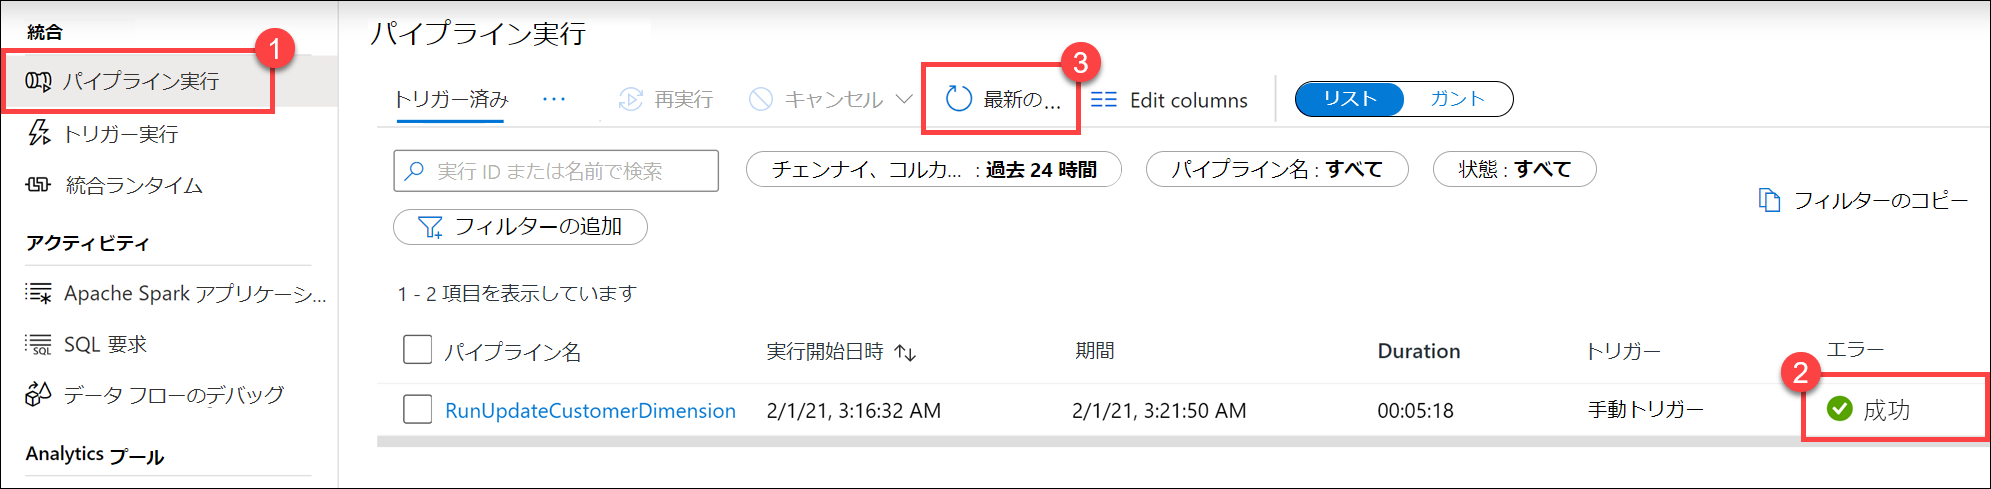 統合
1
パイプライン実行
トリガー実行
統合ランタイム
アクティビティ
Apache Spark アプリケーシ...
SQL 要求
データ フローのデバッグ
Analytics プール
パイプライン実行
トリガー済み ... 再実行 キャンセル 3 最新の... Edit columns リスト ガント
実行 ID または名前で検索 チェンナイ、コルカ... : 過去 24 時間 パイプライン名 : すべて 状態 : すべて
フィルターのコピー
フィルターの追加
1 - 2 項目を表示しています
パイプライン名 実行開始日時 期間 Duration トリガー エラー
2
RunUpdateCustomerDimension 2/1/21, 3:16:32 AM 2/1/21, 3:21:50 AM 00:05:18 手動トリガー 成功